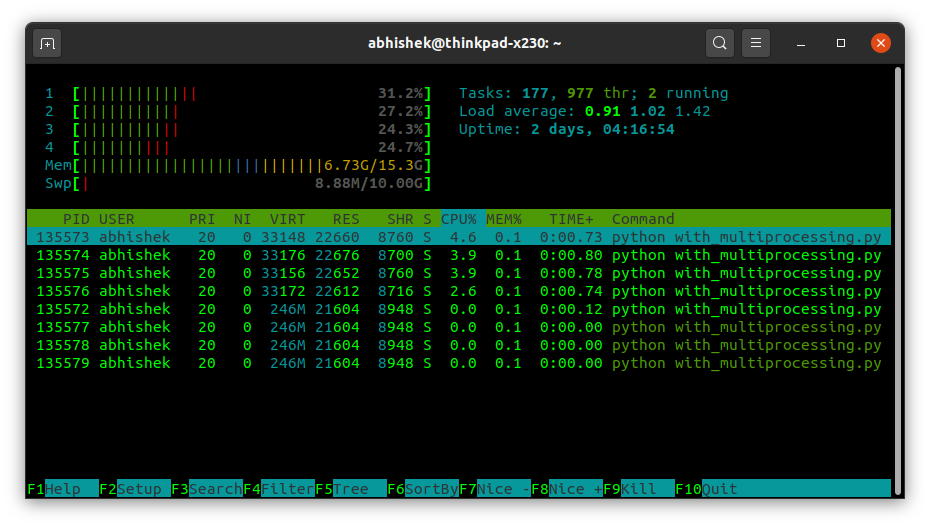 abhishek@thinkpad-x230: ~
1 [||||||||||||| 31.2%] Tasks: 177, 977 thr; 2 running
2 [||||||||||| 27.2%] Load average: 0.91 1.02 1.42
3 [||||||||||| 24.3%] Uptime: 2 days, 04:16:54
4 [|||||||||| 24.7%]
Mem[|||||||||||||||||||||||||||6.73G/15.3G]
Swp[| 8.88M/10.00G]
PID USER PRI NI VIRT RES SHR S CPU% MEM% TIME+ Command
135573 abhishek 20 0 33148 22660 8760 S 4.6 0.1 0:00.73 python with_multiprocessing.py
135574 abhishek 20 0 33176 22676 8700 S 3.9 0.1 0:00.80 python with_multiprocessing.py
135575 abhishek 20 0 33156 22652 8760 S 3.9 0.1 0:00.78 python with_multiprocessing.py
135576 abhishek 20 0 33172 22612 8716 S 2.6 0.1 0:00.74 python with_multiprocessing.py
135572 abhishek 20 0 246M 21604 8948 S 0.0 0.1 0:00.12 python with_multiprocessing.py
135577 abhishek 20 0 246M 21604 8948 S 0.0 0.1 0:00.00 python with_multiprocessing.py
135578 abhishek 20 0 246M 21604 8948 S 0.0 0.1 0:00.00 python with_multiprocessing.py
135579 abhishek 20 0 246M 21604 8948 S 0.0 0.1 0:00.00 python with_multiprocessing.py
F1Help F2Setup F3SearchF4FilterF5Tree F6SortByF7Nice -F8Nice +F9Kill F10Quit